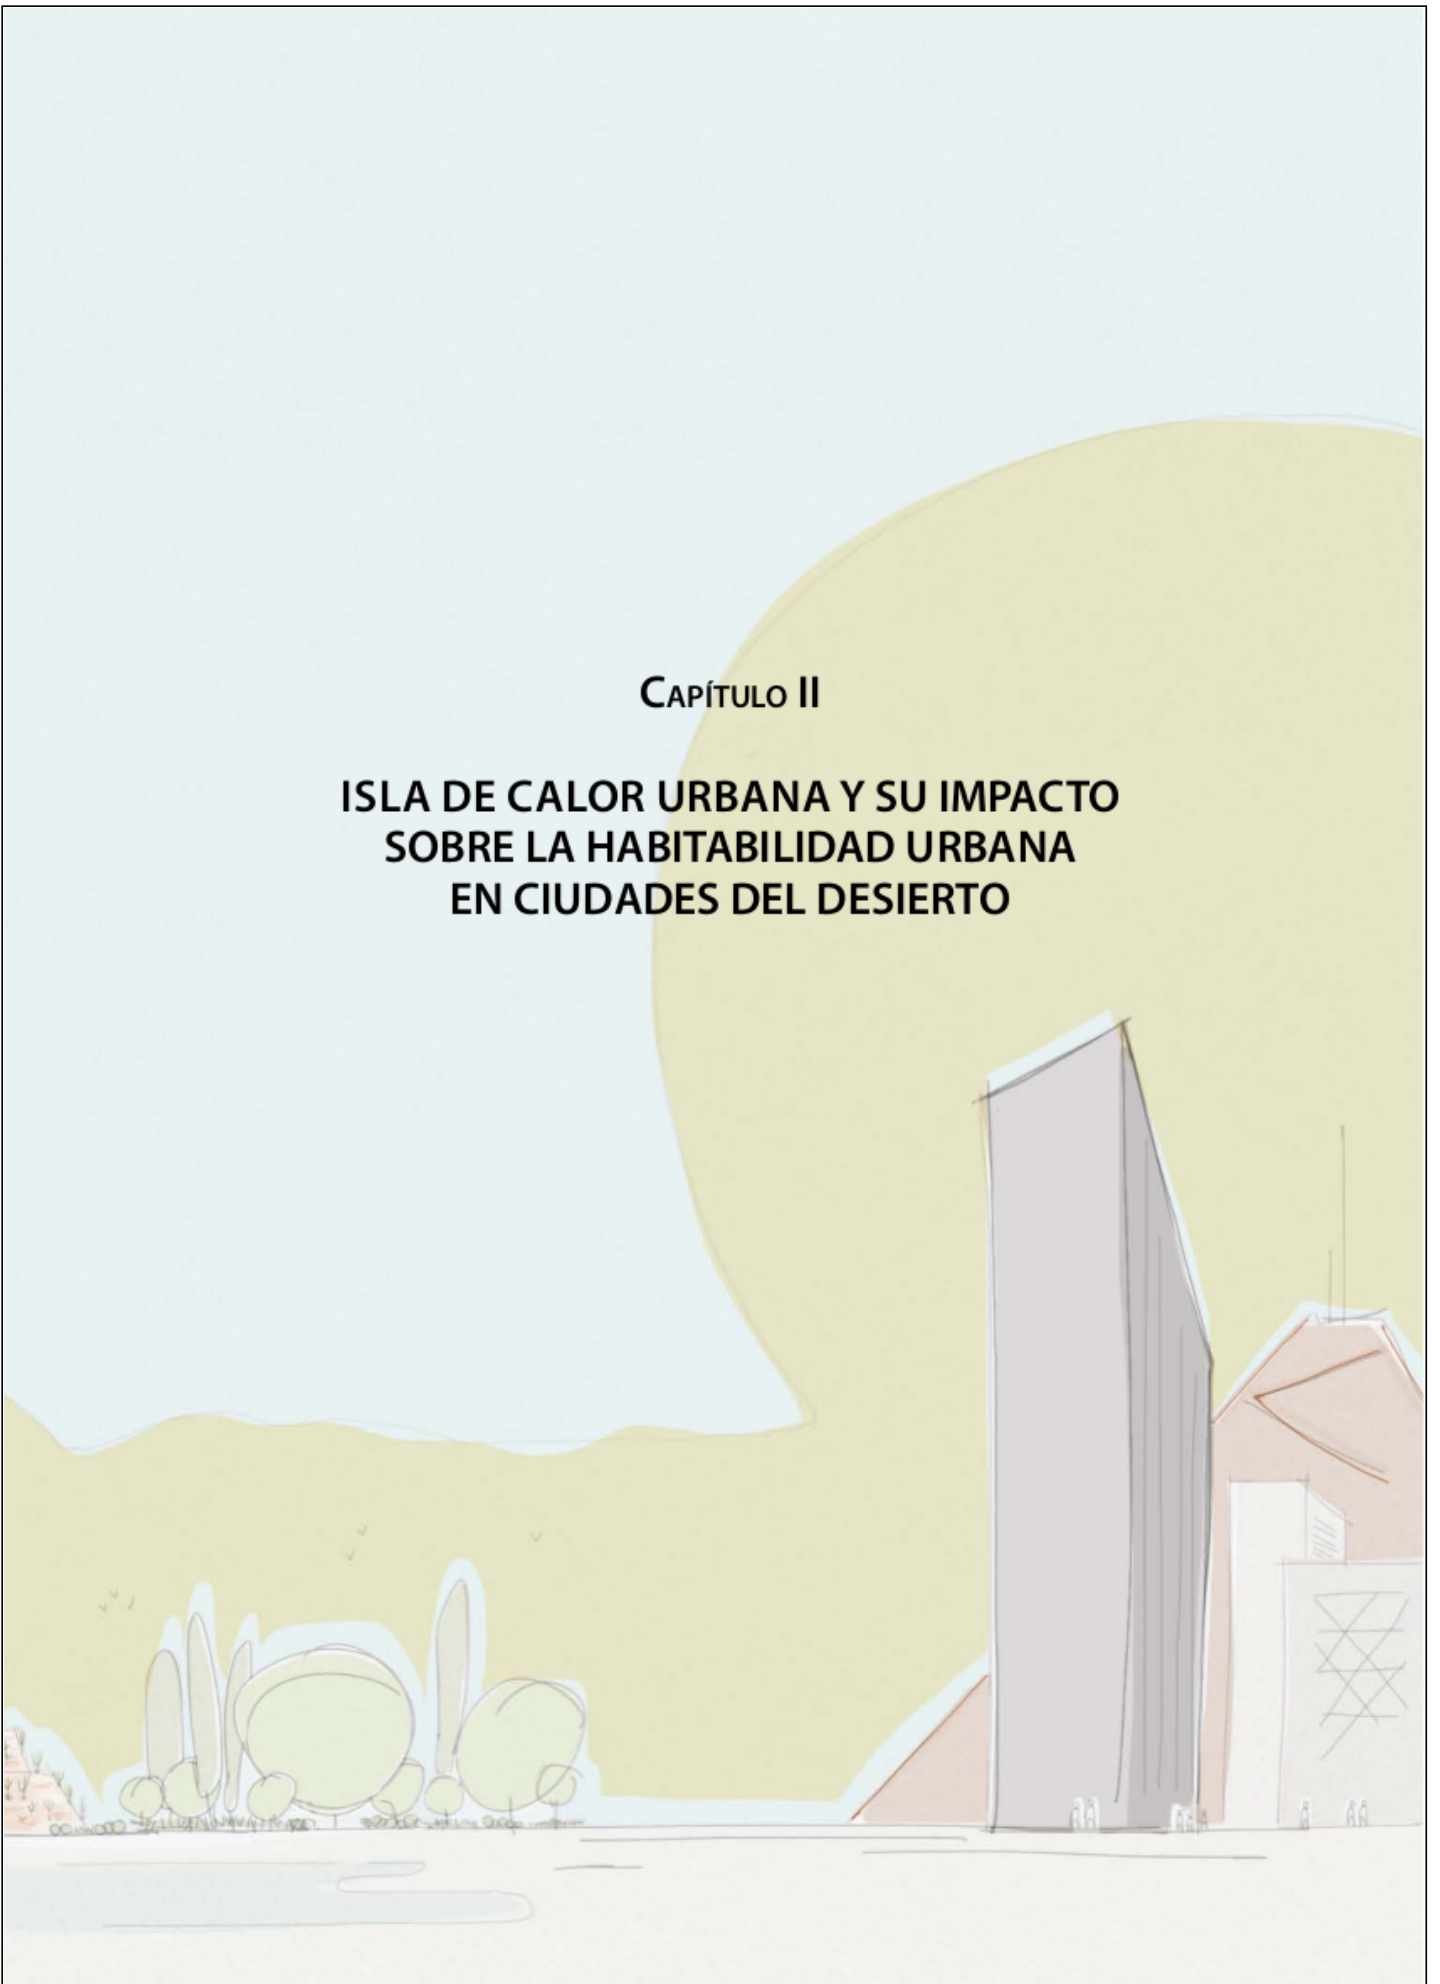 Capítulo II
ISLA DE CALOR URBANA Y SU IMPACTO
SOBRE LA HABITABILIDAD URBANA
EN CIUDADES DEL DESIERTO